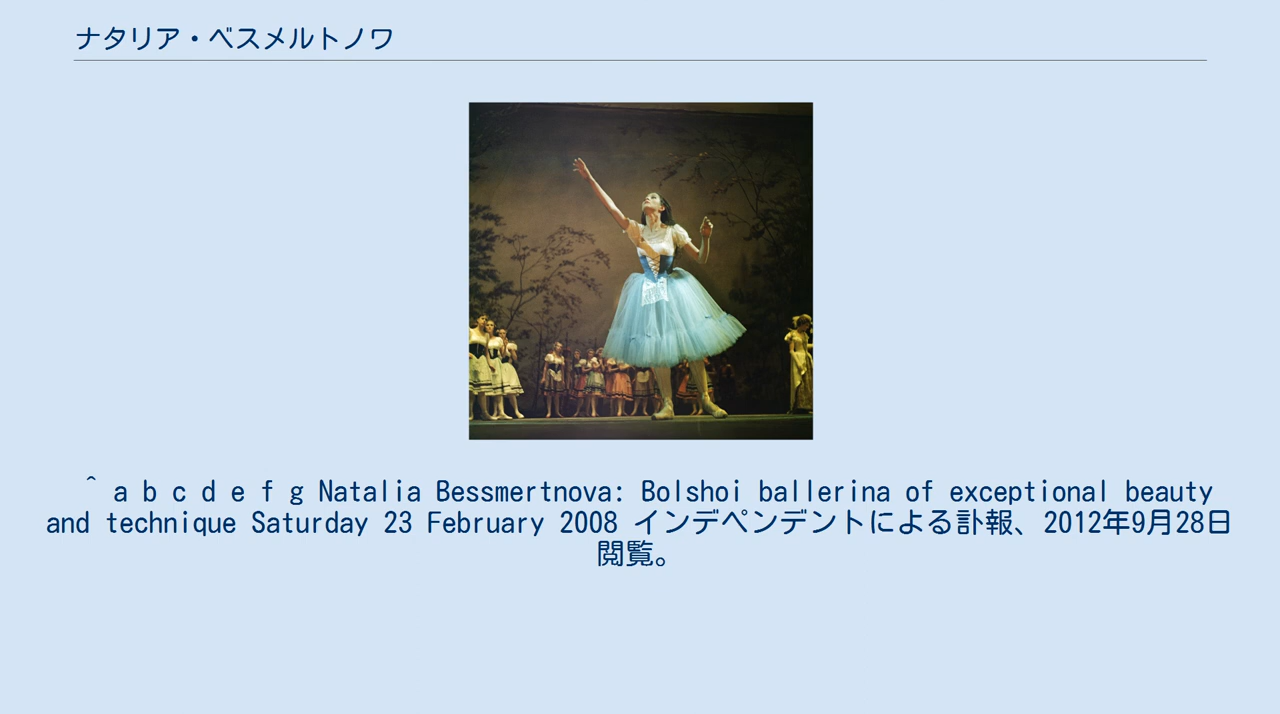 ナタリア・ベスメルトノワ
^ a b c d e f g Natalia Bessmertnova: Bolshoi ballerina of exceptional beauty
and technique Saturday 23 February 2008 インデペンデントによる訃報、2012年9月28日
閲覧。